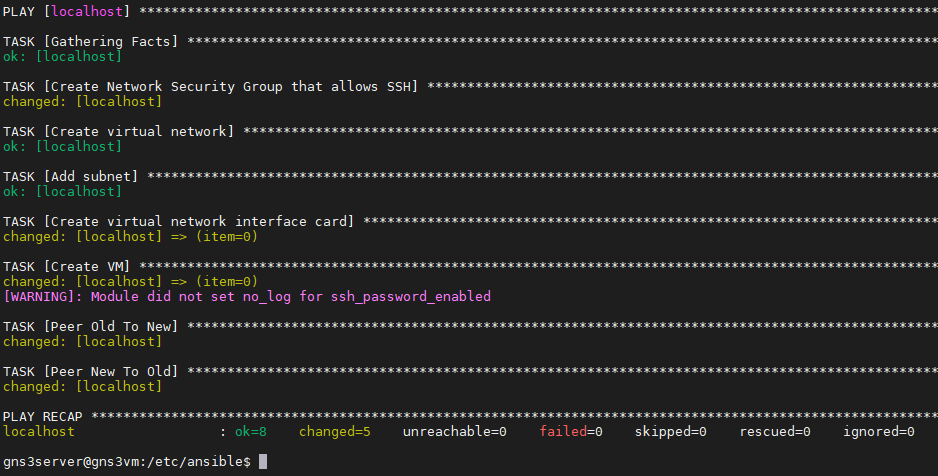 PLAY [localhost] ****************************************************************************************************
TASK [Gathering Facts] **********************************************************************************************
ok: [localhost]
TASK [Create Network Security Group that allows SSH] ****************************************************************
changed: [localhost]
TASK [Create virtual network] ***************************************************************************************
ok: [localhost]
TASK [Add subnet] ***************************************************************************************************
ok: [localhost]
TASK [Create virtual network interface card] ************************************************************************
changed: [localhost] => (item=0)
TASK [Create VM] ****************************************************************************************************
changed: [localhost] => (item=0)
[WARNING]: Module did not set no_log for ssh_password_enabled
TASK [Peer Old To New] **********************************************************************************************
changed: [localhost]
TASK [Peer New To Old] **********************************************************************************************
changed: [localhost]
PLAY RECAP **********************************************************************************************************
localhost                  : ok=8    changed=5    unreachable=0    failed=0    skipped=0    rescued=0    ignored=0
gns3server@gns3vm:/etc/ansible$